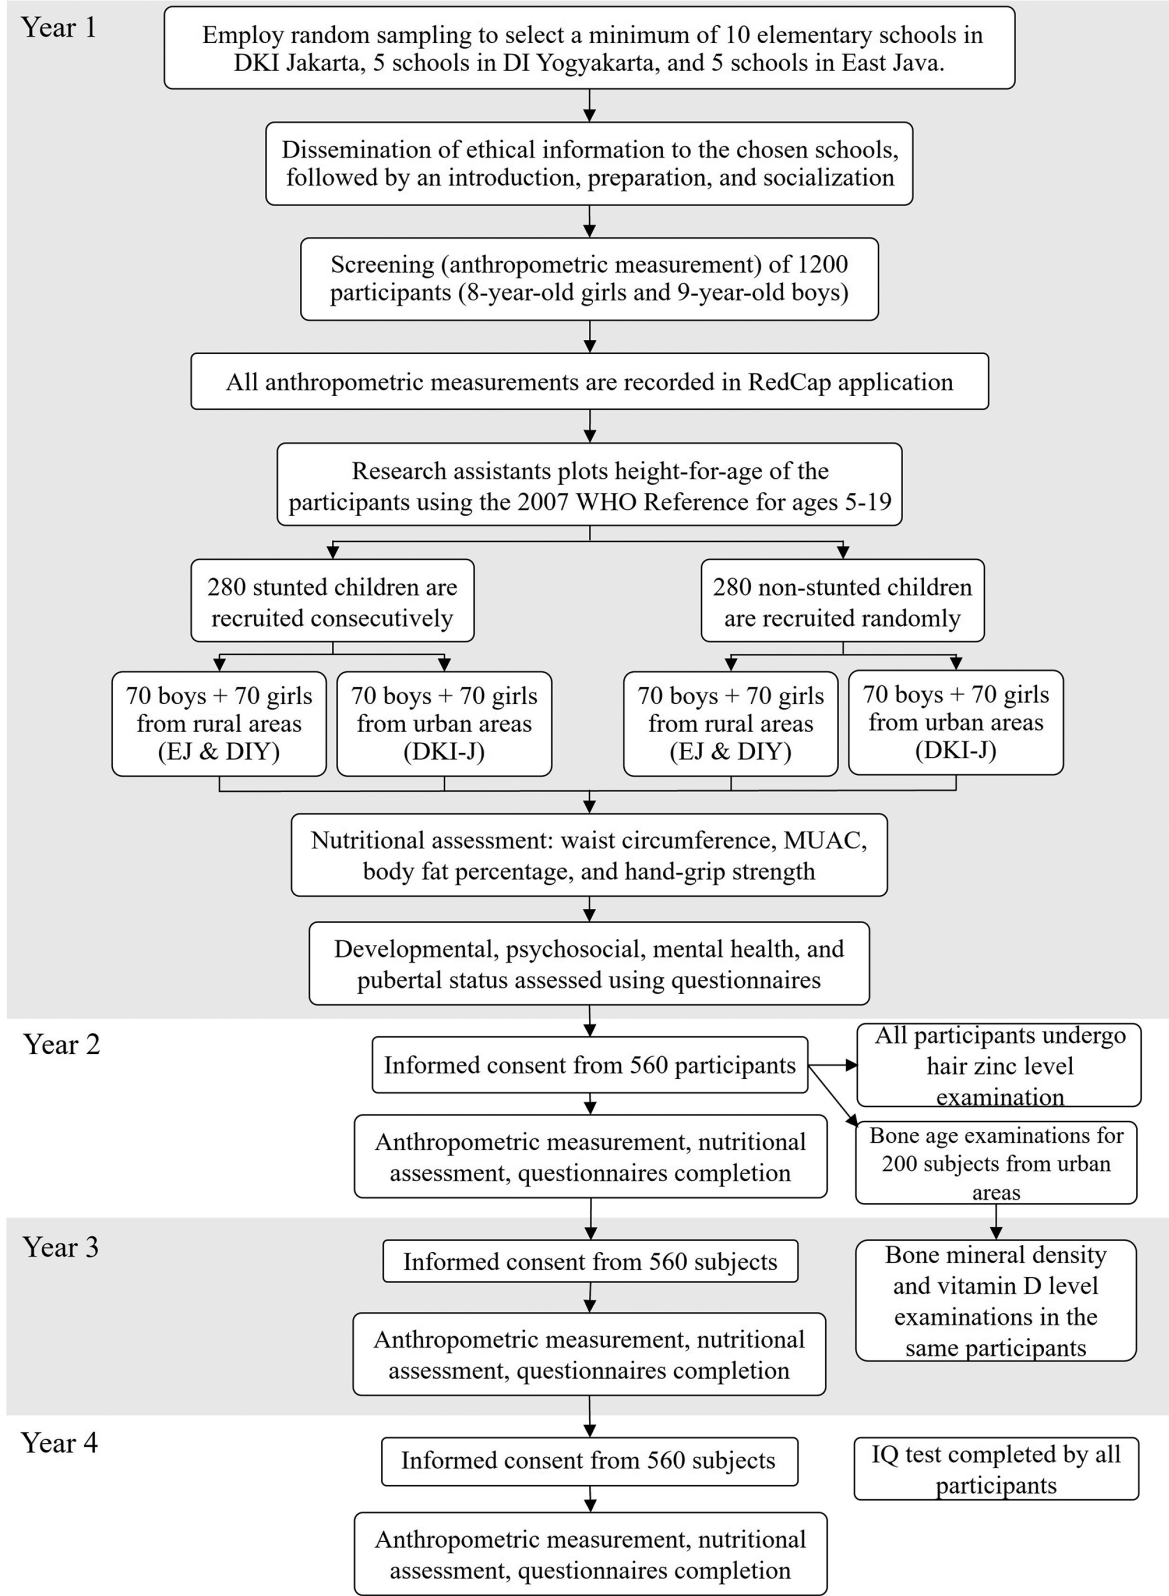 Year 1
Employ random sampling to select a minimum of 10 elementary schools in
DKI Jakarta, 5 schools in DI Yogyakarta, and 5 schools in East Java.
Dissemination of ethical information to the chosen schools,
followed by an introduction, preparation, and socialization
Screening (anthropometric measurement) of 1200
participants (8-year-old girls and 9-year-old boys)
All anthropometric measurements are recorded in RedCap application
Research assistants plots height-for-age of the
participants using the 2007 WHO Reference for ages 5-19
280 stunted children are
recruited consecutively
280 non-stunted children
are recruited randomly
70 boys + 70 girls
from rural areas
(EJ & DIY)
70 boys + 70 girls
from urban areas
(DKI-J)
70 boys + 70 girls
from rural areas
(EJ & DIY)
70 boys + 70 girls
from urban areas
(DKI-J)
Nutritional assessment: waist circumference, MUAC,
body fat percentage, and hand-grip strength
Developmental, psychosocial, mental health, and
pubertal status assessed using questionnaires
Year 2
Informed consent from 560 participants
All participants undergo
hair zinc level
examination
Anthropometric measurement, nutritional
assessment, questionnaires completion
Bone age examinations for
200 subjects from urban
areas
Year 3
Informed consent from 560 subjects
Anthropometric measurement, nutritional
assessment, questionnaires completion
Bone mineral density
and vitamin D level
examinations in the
same participants
Year 4
Informed consent from 560 subjects
IQ test completed by all
participants
Anthropometric measurement, nutritional
assessment, questionnaires completion